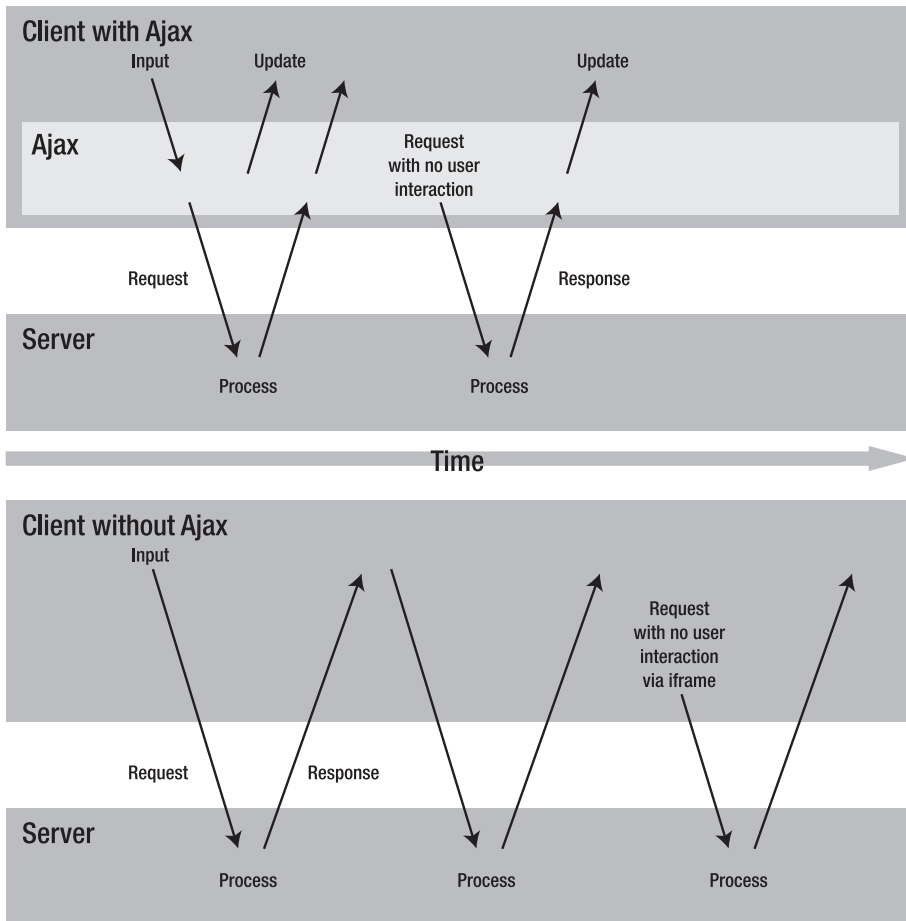 Client with Ajax
Input
Update
Update
Ajax
Request
with no user
interaction
Request
Response
Server
Process
Process
Time
Client without Ajax
Input
Request
with no user
interaction
via iframe
Request
Response
Server
Process
Process
Process